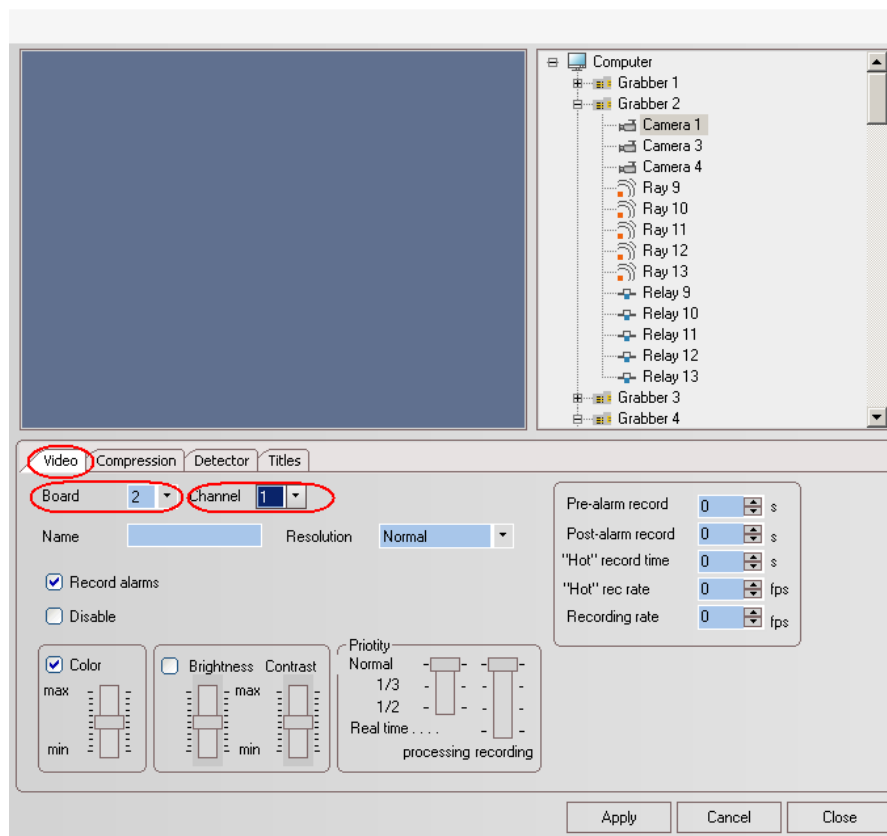 Computer
Grabber 1
Grabber 2
Camera 1
Camera 3
Camera 4
Ray 9
Ray 10
Ray 11
Ray 12
Ray 13
Relay 9
Relay 10
Relay 11
Relay 12
Relay 13
Grabber 3
Grabber 4
Video Compression Detector Titles
Board 2 Channel 1
Name Resolution Normal
Record alarms
Disable
Pre-alarm record 0 s
Post-alarm record 0 s
"Hot" record time 0 s
"Hot" rec rate 0 fps
Recording rate 0 fps
Color
max
min
Brightness Contrast
max
min
Priotity
Normal
1/3
1/2
Real time . . . .
processing recording
Apply Cancel Close